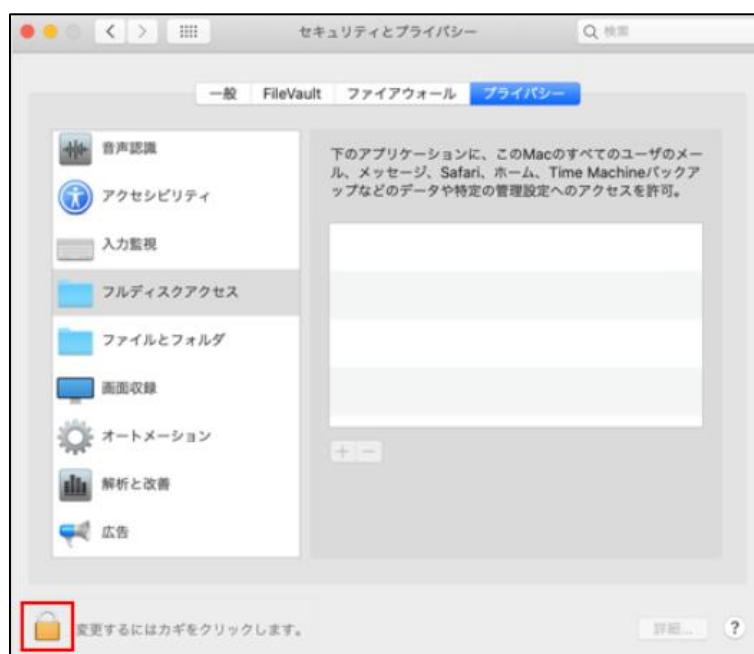 セキュリティとプライバシー
検索
一般 FileVault ファイアウォール プライバシー
音声認識
アクセシビリティ
入力監視
フルディスクアクセス
ファイルとフォルダ
画面収録
オートメーション
解析と改善
広告
下のアプリケーションに、このMacのすべてのユーザのメー
ル、メッセージ、Safari、ホーム、Time Machineバックア
ップなどのデータや特定の管理設定へのアクセスを許可。
+ −
変更するにはカギをクリックします。
詳細...
?